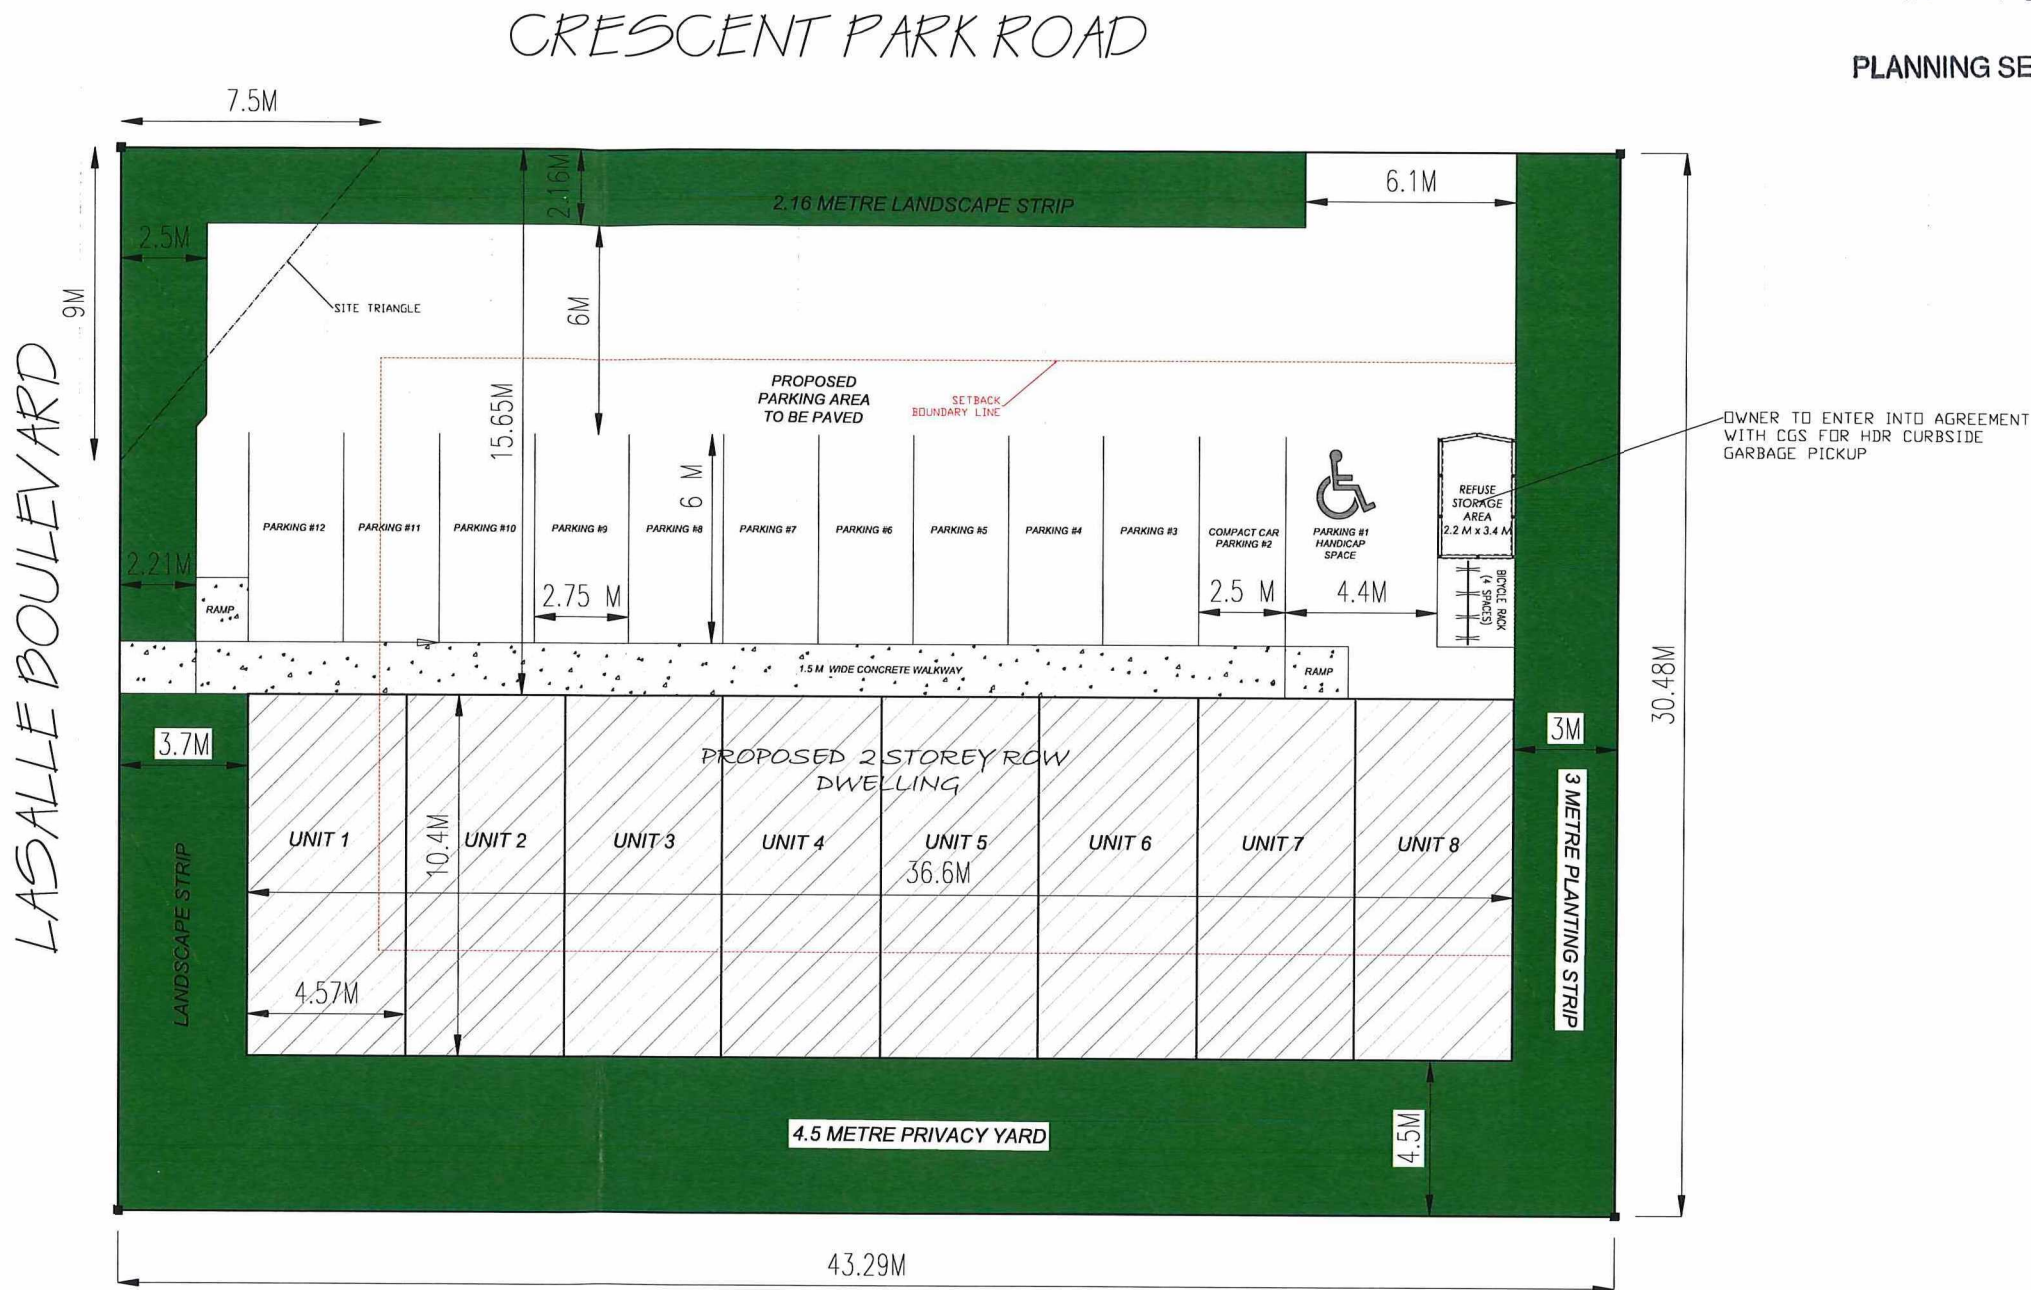 CRESCENT PARK ROAD
PLANNING SE
7.5M
2.16M
2.16 METRE LANDSCAPE STRIP
6.1M
2.5M
9M
SITE TRIANGLE
6M
LASALLE BOULEVARD
15.65M
PROPOSED
PARKING AREA
TO BE PAVED
SETBACK
BOUNDARY LINE
OWNER TO ENTER INTO AGREEMENT
WITH CGS FOR HDR CURBSIDE
GARBAGE PICKUP
6 M
REFUSE
STORAGE
AREA
2.2 M x 3.4 M
PARKING #12
PARKING #11
PARKING #10
PARKING #9
PARKING #8
PARKING #7
PARKING #6
PARKING #5
PARKING #4
PARKING #3
COMPACT CAR
PARKING #2
PARKING #1
HANDICAP
SPACE
2.21M
2.75 M
2.5 M
4.4M
BICYCLE RACK
(4 SPACES)
RAMP
1.5 M WIDE CONCRETE WALKWAY
RAMP
30.48M
3.7M
3M
PROPOSED 2 STOREY ROW
DWELLING
UNIT 1
10.4M
UNIT 2
UNIT 3
UNIT 4
UNIT 5
UNIT 6
UNIT 7
UNIT 8
36.6M
LANDSCAPE STRIP
3 METRE PLANTING STRIP
4.57M
4.5 METRE PRIVACY YARD
4.5M
43.29M